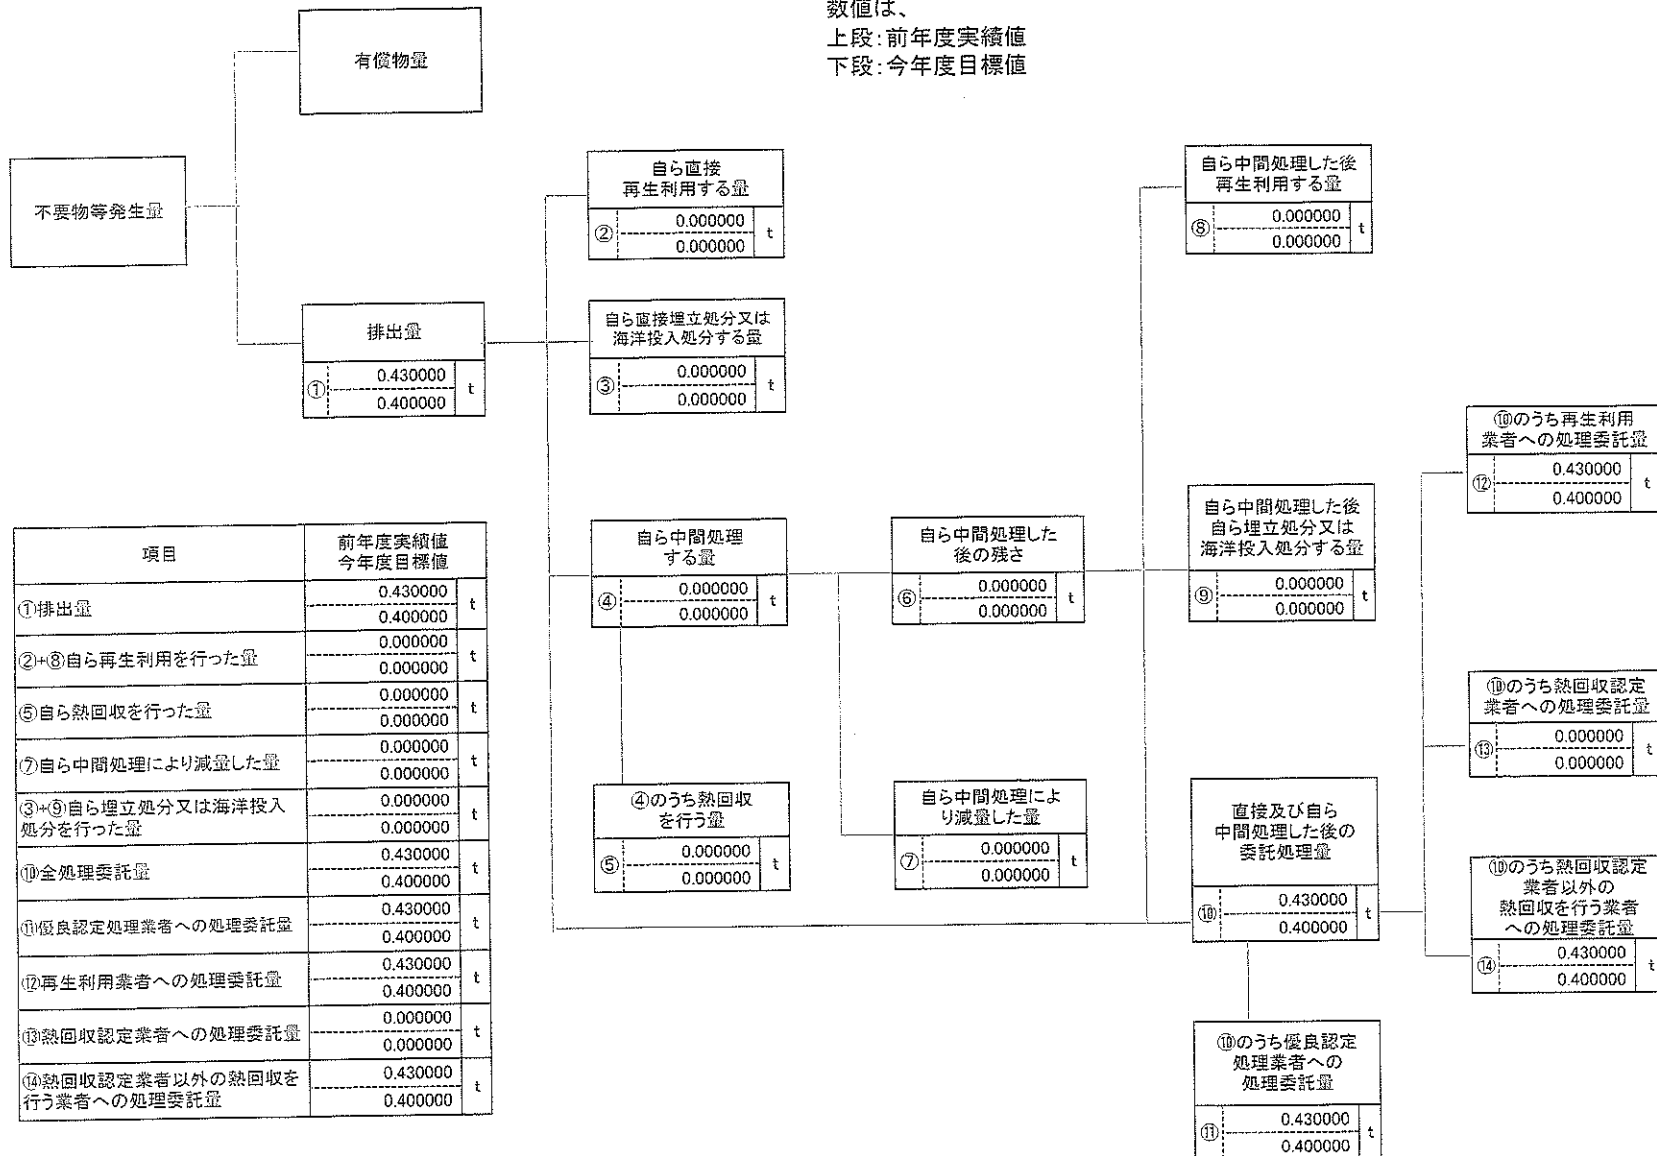 数値は、
上段：前年度実績値
下段：今年度目標値
有償物量
不要物等発生量
排出量
① 0.430000 t
0.400000
自ら直接
再生利用する量
② 0.000000 t
0.000000
自ら直接埋立処分又は
海洋投入処分する量
③ 0.000000 t
0.000000
自ら中間処理
する量
④ 0.000000 t
0.000000
④のうち熱回収
を行う量
⑤ 0.000000 t
0.000000
自ら中間処理した
後の残さ
⑥ 0.000000 t
0.000000
自ら中間処理によ
り減量した量
⑦ 0.000000 t
0.000000
自ら中間処理した後
再生利用する量
⑧ 0.000000 t
0.000000
自ら中間処理した後
自ら埋立処分又は
海洋投入処分する量
⑨ 0.000000 t
0.000000
直接及び自ら
中間処理した後の
委託処理量
⑩ 0.430000 t
0.400000
⑩のうち優良認定
処理業者への
処理委託量
⑪ 0.430000 t
0.400000
⑩のうち再生利用
業者への処理委託量
⑫ 0.430000 t
0.400000
⑩のうち熱回収認定
業者への処理委託量
⑬ 0.000000 t
0.000000
⑩のうち熱回収認定
業者以外の
熱回収を行う業者
への処理委託量
⑭ 0.430000 t
0.400000
項目 前年度実績値
今年度目標値
①排出量 0.430000 t
0.400000
②+⑧自ら再生利用を行った量 0.000000 t
0.000000
⑤自ら熱回収を行った量 0.000000 t
0.000000
⑦自ら中間処理により減量した量 0.000000 t
0.000000
③+⑨自ら埋立処分又は海洋投入 0.000000 t
処分を行った量 0.000000
⑩全処理委託量 0.430000 t
0.400000
⑪優良認定処理業者への処理委託量 0.430000 t
0.400000
⑫再生利用業者への処理委託量 0.430000 t
0.400000
⑬熱回収認定業者への処理委託量 0.000000 t
0.000000
⑭熱回収認定業者以外の熱回収を 0.430000 t
行う業者への処理委託量 0.400000